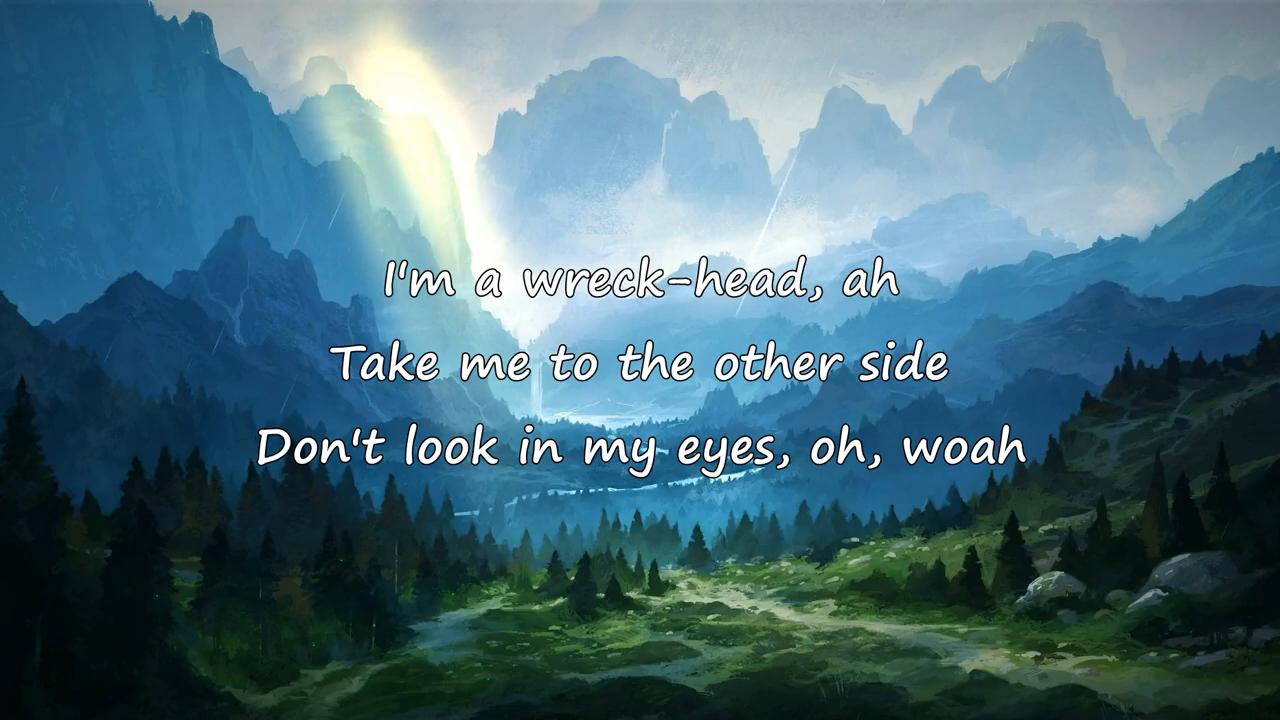 I'm a wreck-head, ah
Take me to the other side
Don't look in my eyes, oh, woah